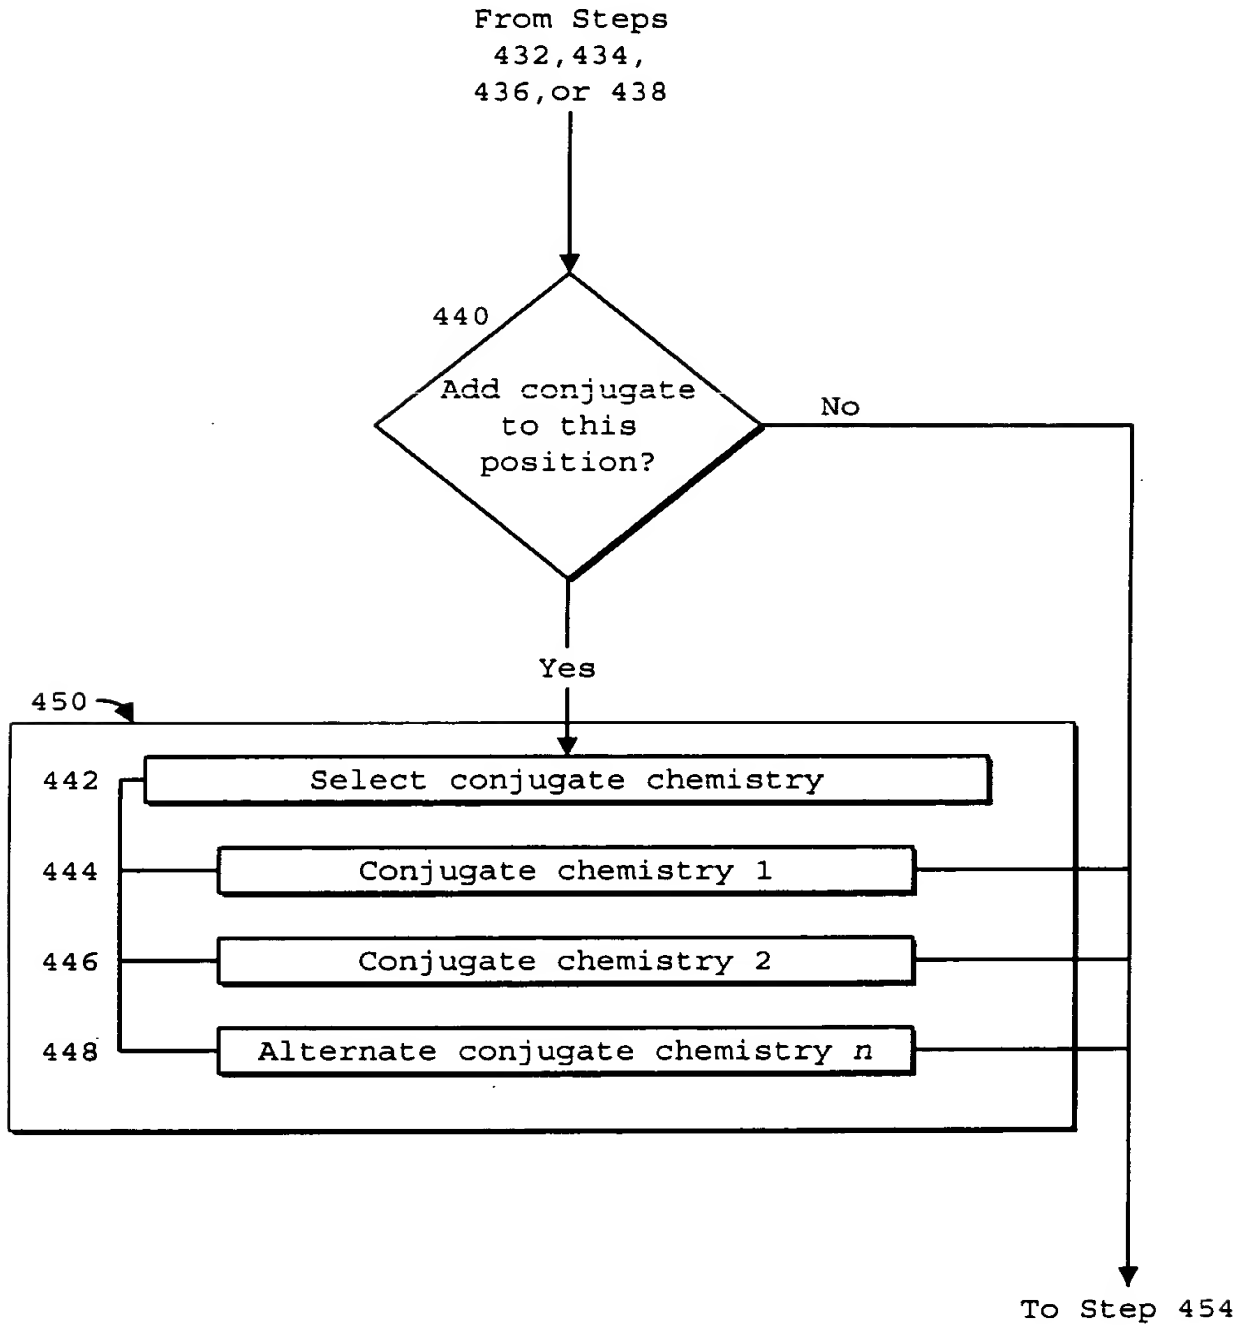 From Steps
432,434,
436,or 438
440
Add conjugate
to this
position?
No
Yes
450
442
Select conjugate chemistry
444
Conjugate chemistry 1
446
Conjugate chemistry 2
448
Alternate conjugate chemistry n
To Step 454